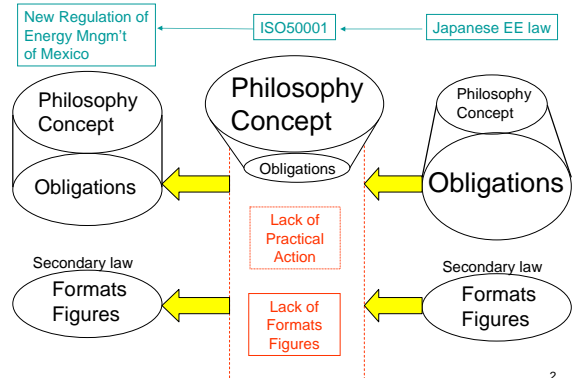 New Regulation of
Energy Mngm't
of Mexico
ISO50001
Japanese EE law
Philosophy
Concept
Obligations
Philosophy
Concept
Obligations
Philosophy
Concept
Obligations
Lack of
Practical
Action
Secondary law
Formats
Figures
Lack of
Formats
Figures
Secondary law
Formats
Figures
2